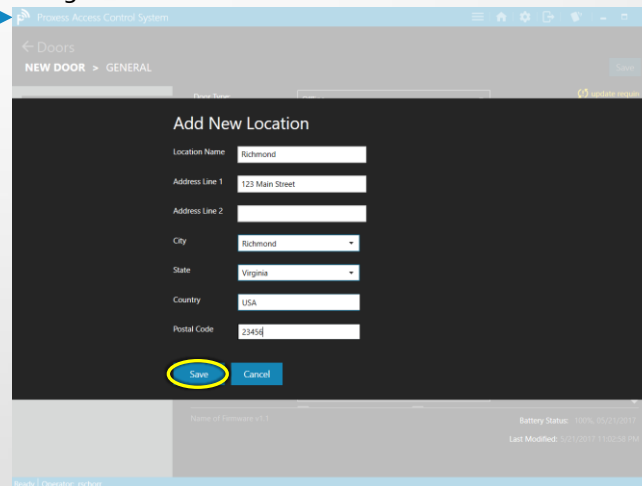 Proxess Access Control System
Doors
NEW DOOR > GENERAL
Save
Door Type
update requir
Add New Location
Location Name Richmond
Address Line 1 123 Main Street
Address Line 2
City Richmond
State Virginia
Country USA
Postal Code 23456
Save Cancel
Name of Firmware v1.1
Battery Status: 100%, 05/21/2017
Last Modified: 5/21/2017 11:02:08 PM
Ready Operator: